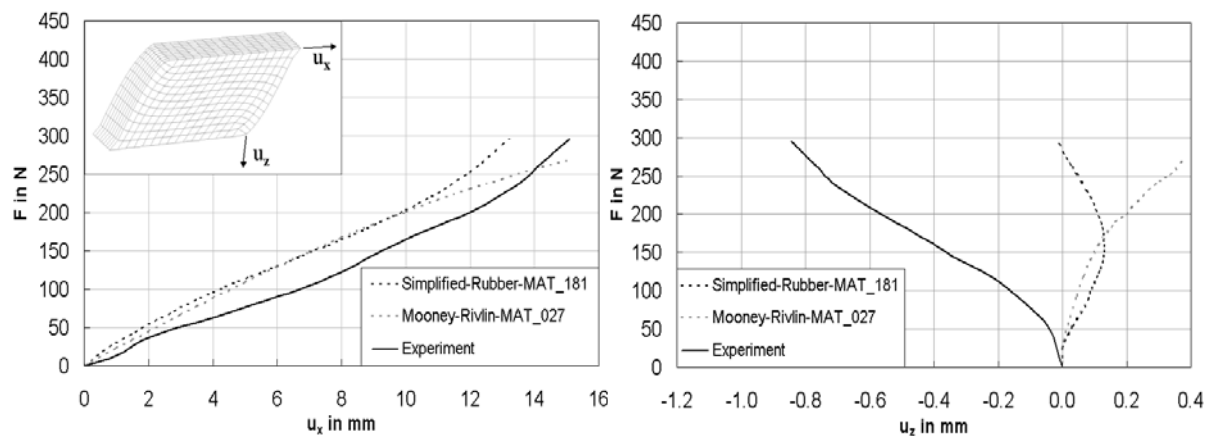 450
400
350
300
250
200
150
100
50
0
F in N
uₓ
u_z
Simplified-Rubber-MAT_181
Mooney-Rivlin-MAT_027
Experiment
0 2 4 6 8 10 12 14 16
uₓ in mm
450
400
350
300
250
200
150
100
50
0
F in N
Simplified-Rubber-MAT_181
Mooney-Rivlin-MAT_027
Experiment
-1.2 -1.0 -0.8 -0.6 -0.4 -0.2 0.0 0.2 0.4
u_z in mm